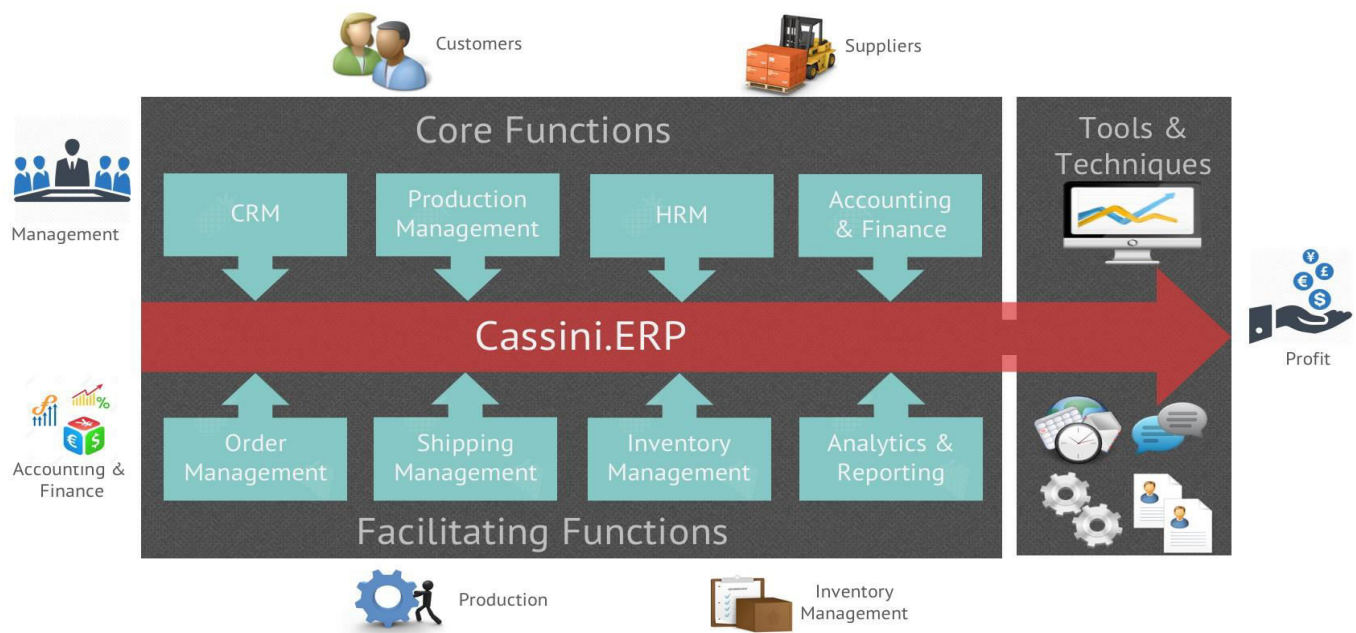 Customers
Suppliers
Core Functions
Tools &
Techniques
Management
CRM
Production
Management
HRM
Accounting
& Finance
Cassini.ERP
¥
€
£
$
Profit
%
€
$
Accounting &
Finance
Order
Management
Shipping
Management
Inventory
Management
Analytics &
Reporting
Facilitating Functions
Production
Inventory
Management